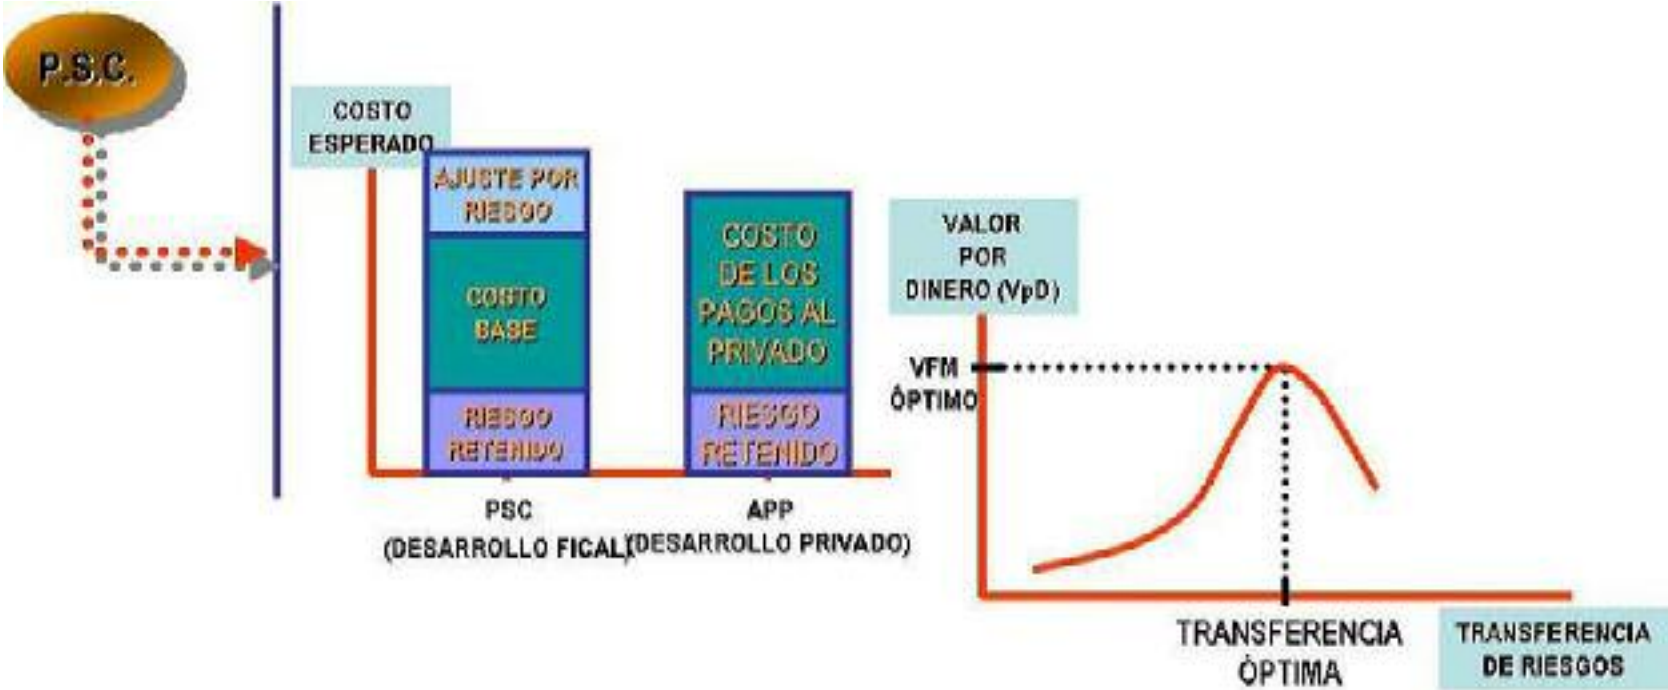 P.S.C.
COSTO
ESPERADO
AJUSTE POR
RIESGO
COSTO
BASE
RIESGO
RETENIDO
COSTO
DE LOS
PAGOS AL
PRIVADO
RIESGO
RETENIDO
PSC
(DESARROLLO FICAL)
APP
(DESARROLLO PRIVADO)
VALOR
POR
DINERO (VpD)
VFM
ÓPTIMO
TRANSFERENCIA
ÓPTIMA
TRANSFERENCIA
DE RIESGOS